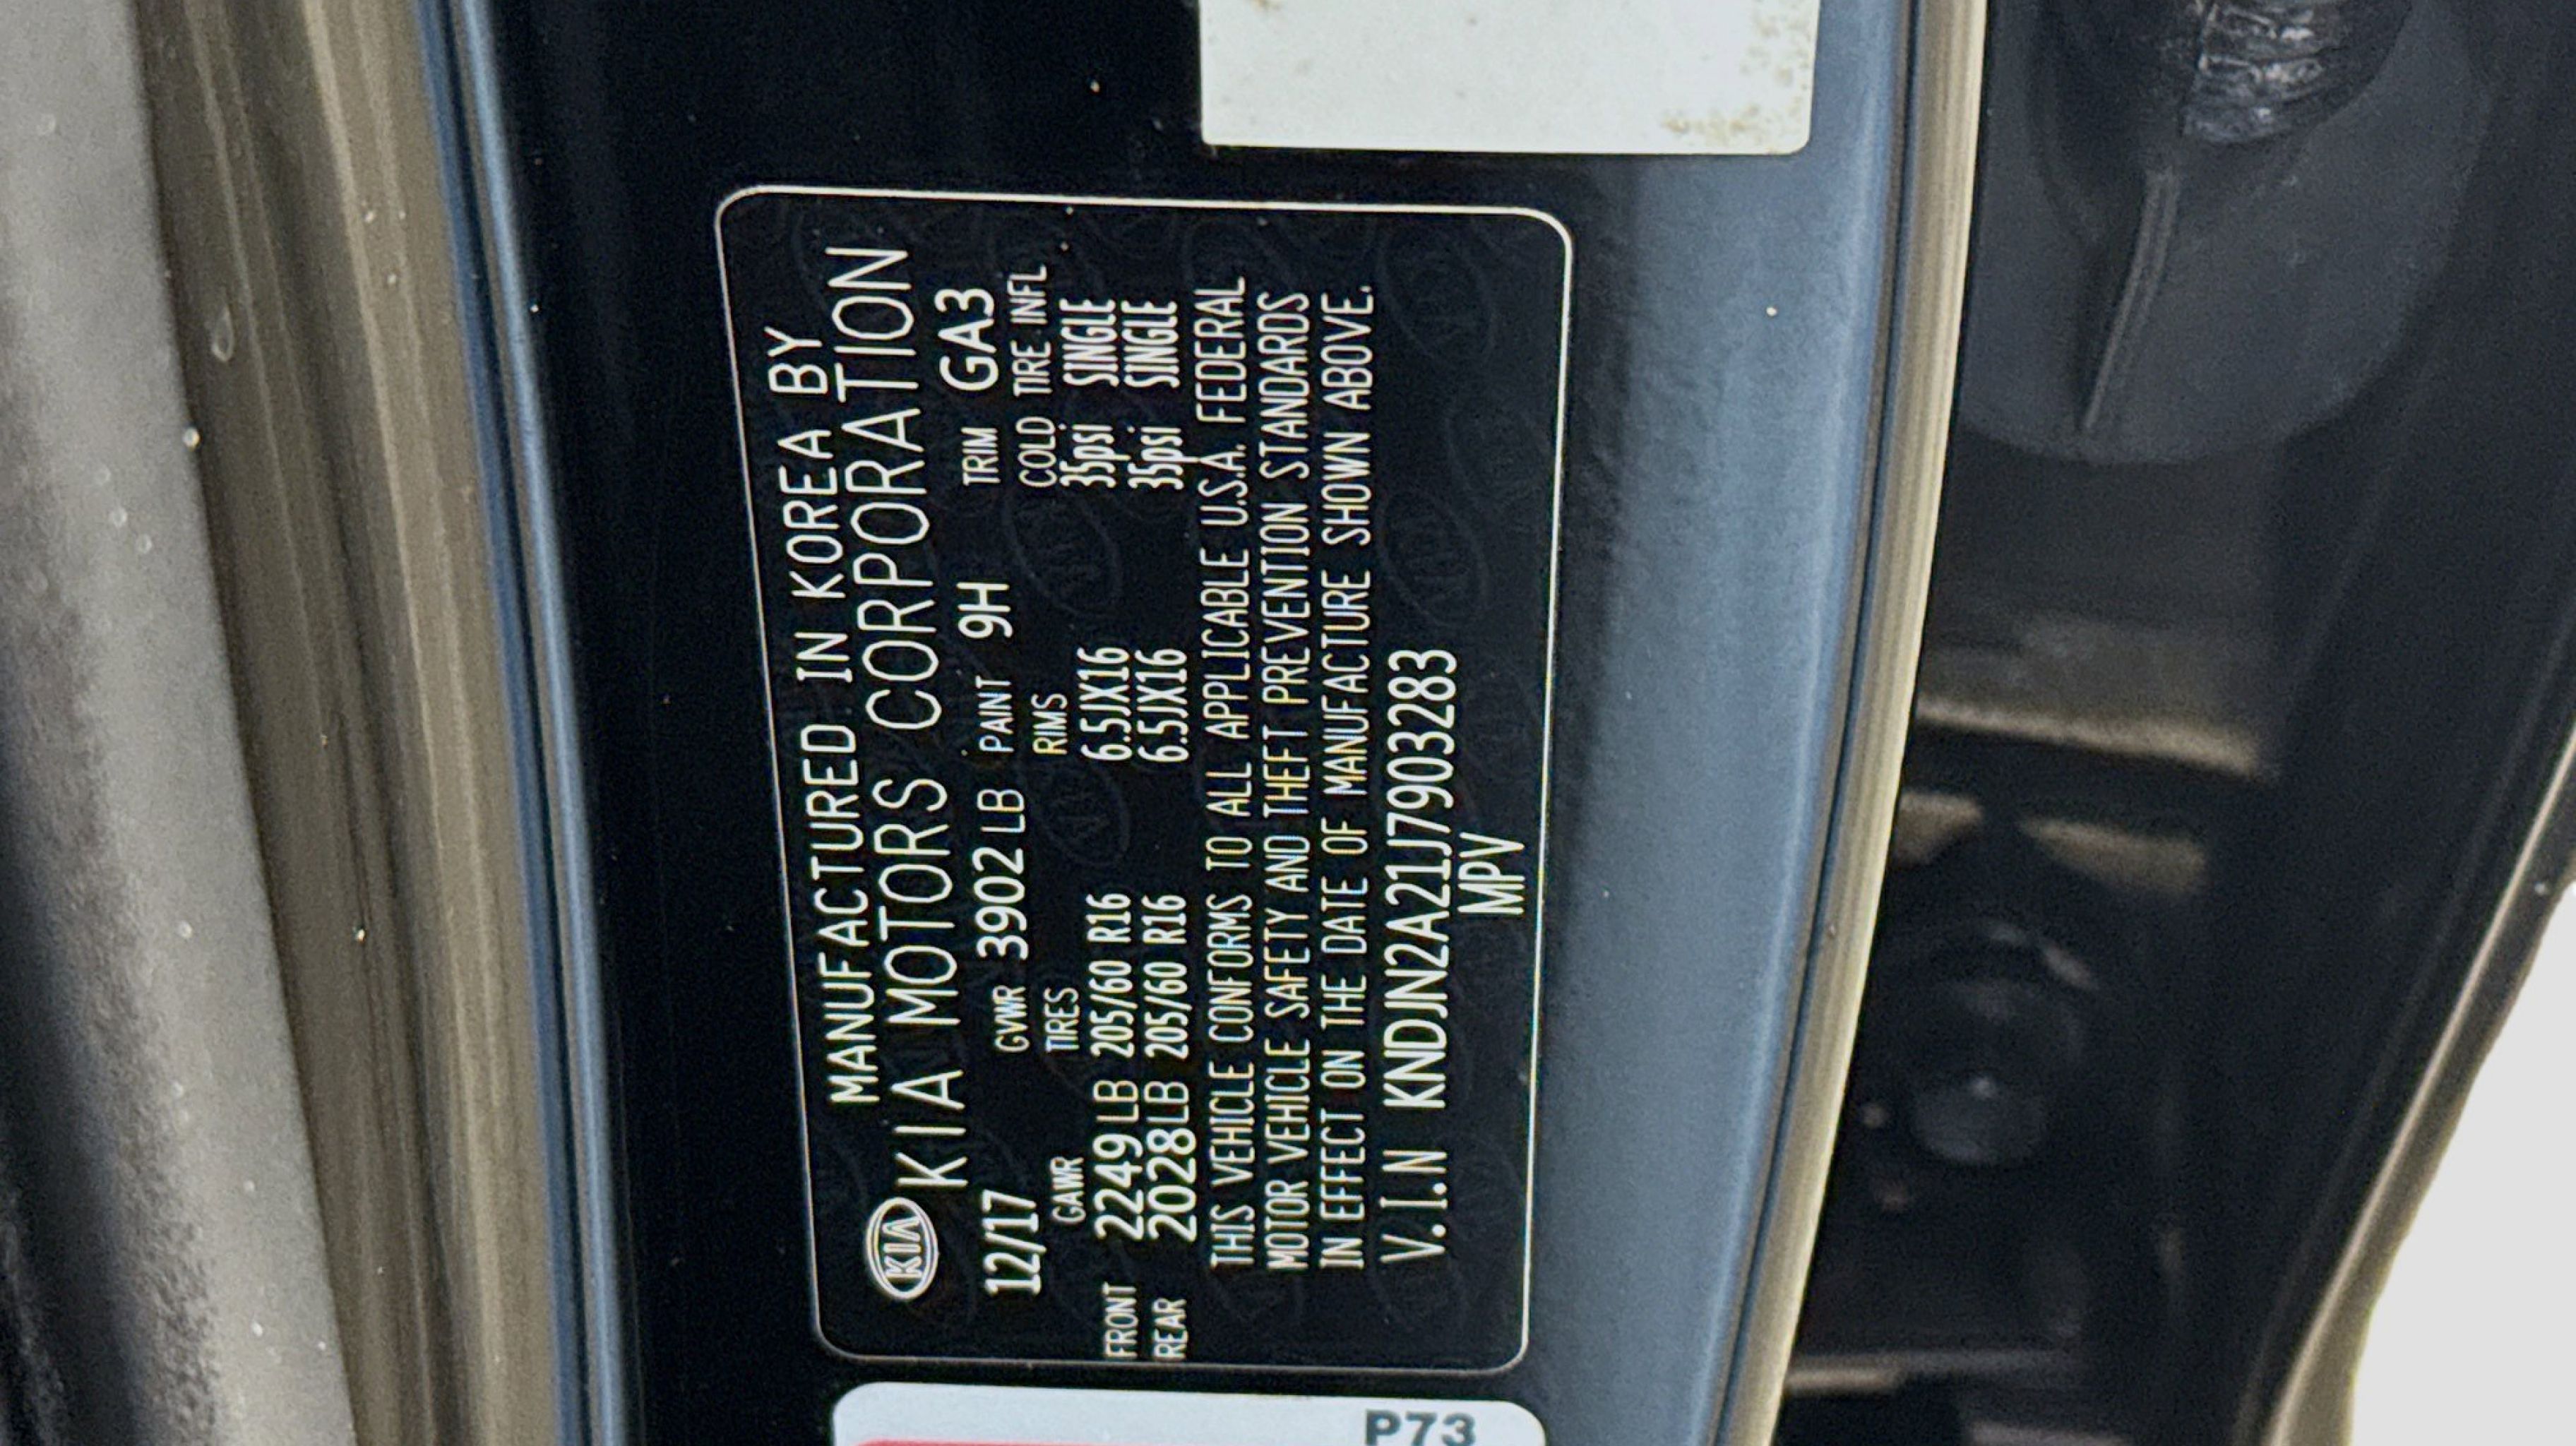 MANUFACTURED IN KOREA BY
KIA KIA MOTORS CORPORATION
12/17 GVWR 3902 LB PAINT 9H TRIM GA3
GAWR TIRES RIMS COLD TIRE INFL.
FRONT 2249 LB 205/60 R16 6.5JX16 35psi SINGLE
REAR 2028 LB 205/60 R16 6.5JX16 35psi SINGLE
THIS VEHICLE CONFORMS TO ALL APPLICABLE U.S.A. FEDERAL
MOTOR VEHICLE SAFETY AND THEFT PREVENTION STANDARDS
IN EFFECT ON THE DATE OF MANUFACTURE SHOWN ABOVE.
V.I.N KNDJN2A21J7903283
MPV
P73